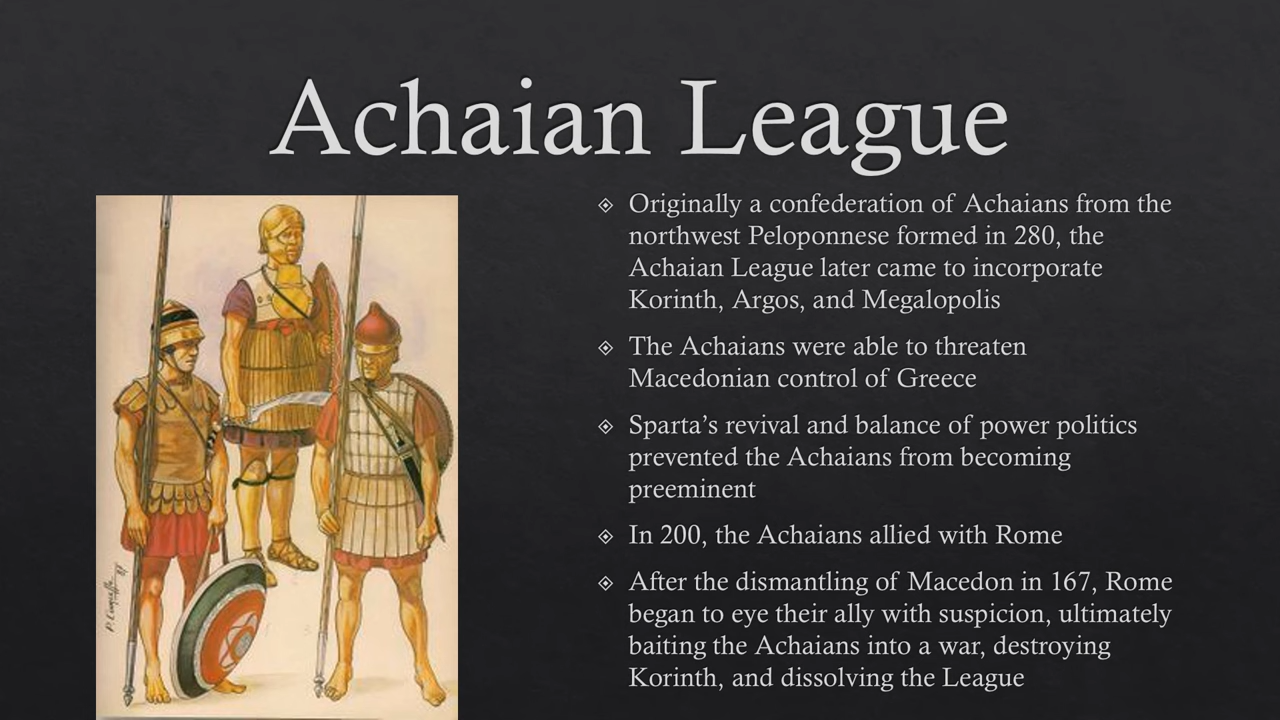 Achaian League
Originally a confederation of Achaians from the
northwest Peloponnese formed in 280, the
Achaian League later came to incorporate
Korinth, Argos, and Megalopolis
The Achaians were able to threaten
Macedonian control of Greece
Sparta’s revival and balance of power politics
prevented the Achaians from becoming
preeminent
In 200, the Achaians allied with Rome
After the dismantling of Macedon in 167, Rome
began to eye their ally with suspicion, ultimately
baiting the Achaians into a war, destroying
Korinth, and dissolving the League